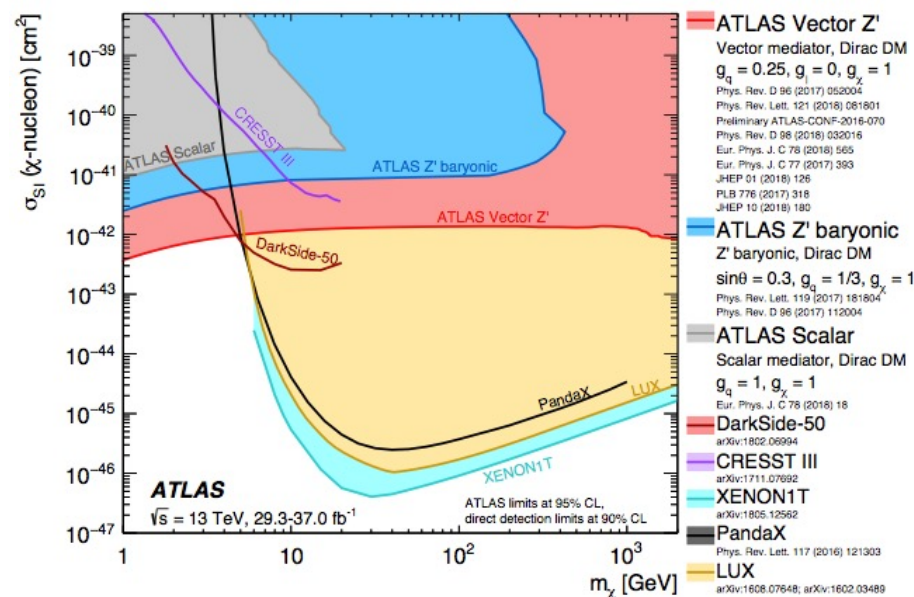 σ_SI (χ-nucleon) [cm²]
10⁻³⁹
10⁻⁴⁰
10⁻⁴¹
10⁻⁴²
10⁻⁴³
10⁻⁴⁴
10⁻⁴⁵
10⁻⁴⁶
10⁻⁴⁷
1
10
10²
10³
m_χ [GeV]
CRESST III
ATLAS Scalar
ATLAS Z' baryonic
ATLAS Vector Z'
DarkSide-50
PandaX
LUX
XENON1T
ATLAS
√s = 13 TeV, 29.3-37.0 fb⁻¹
ATLAS limits at 95% CL,
direct detection limits at 90% CL
ATLAS Vector Z'
Vector mediator, Dirac DM
g_q = 0.25, g_l = 0, g_χ = 1
Phys. Rev. D 96 (2017) 052004
Phys. Rev. Lett. 121 (2018) 081801
Preliminary ATLAS-CONF-2016-070
Phys. Rev. D 98 (2018) 032016
Eur. Phys. J. C 78 (2018) 565
Eur. Phys. J. C 77 (2017) 393
JHEP 01 (2018) 126
PLB 776 (2017) 318
JHEP 10 (2018) 180
ATLAS Z' baryonic
Z' baryonic, Dirac DM
sinθ = 0.3, g_q = 1/3, g_χ = 1
Phys. Rev. Lett. 119 (2017) 181804
Phys. Rev. D 96 (2017) 112004
ATLAS Scalar
Scalar mediator, Dirac DM
g_q = 1, g_χ = 1
Eur. Phys. J. C 78 (2018) 18
DarkSide-50
arXiv:1802.06994
CRESST III
arXiv:1711.07692
XENON1T
arXiv:1805.12562
PandaX
Phys. Rev. Lett. 117 (2016) 121303
LUX
arXiv:1608.07648; arXiv:1602.03489